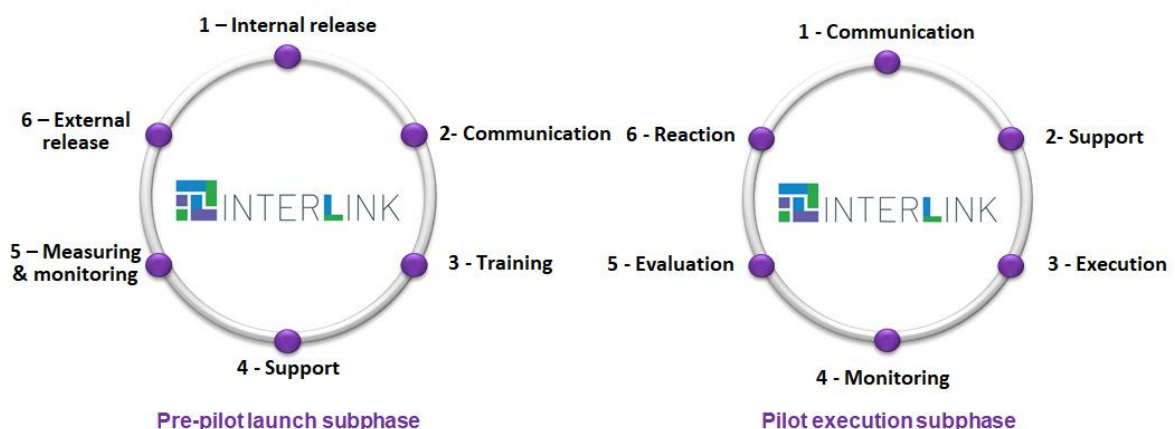 1 – Internal release
6 – External
release
2- Communication
INTERLINK
5 – Measuring
& monitoring
3 - Training
4 - Support
Pre-pilot launch subphase
1 - Communication
6 - Reaction
2- Support
INTERLINK
5 - Evaluation
3 - Execution
4 - Monitoring
Pilot execution subphase